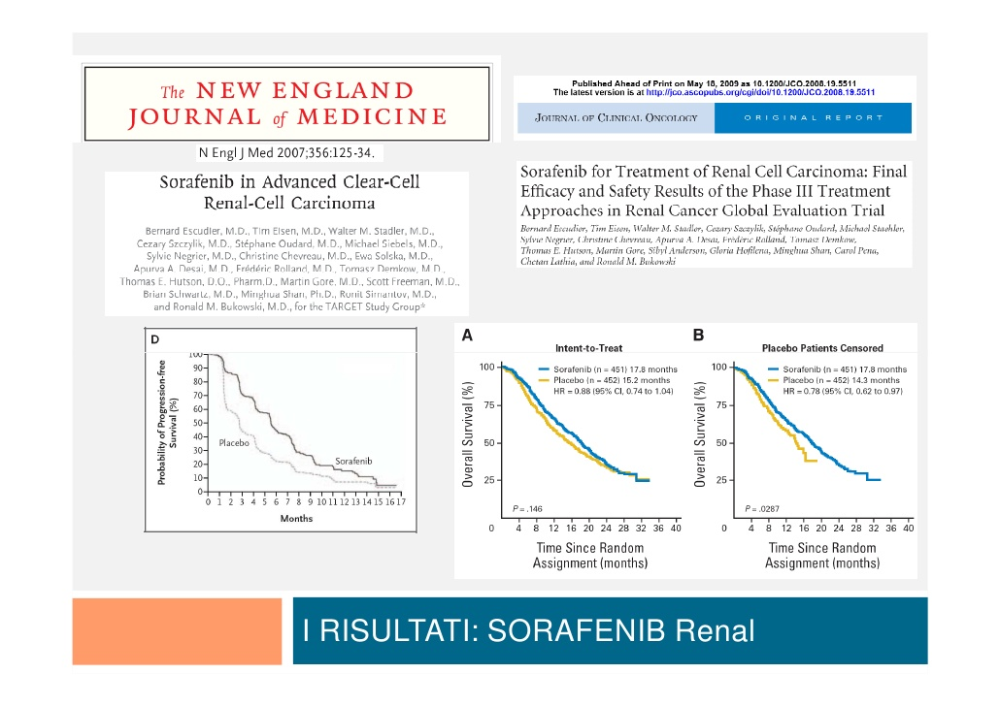 The NEW ENGLAND
JOURNAL of MEDICINE
N Engl J Med 2007;356:125-34.
Sorafenib in Advanced Clear-Cell
Renal-Cell Carcinoma
Bernard Escudier, M.D., Tim Eisen, M.D., Walter M. Stadler, M.D.,
Cezary Szczylik, M.D., Stéphane Oudard, M.D., Michael Siebels, M.D.,
Sylvie Negrier, M.D., Christine Chevreau, M.D., Ewa Solska, M.D.,
Apurva A. Desai, M.D., Frédéric Rolland, M.D., Tomasz Demkow, M.D.,
Thomas E. Hutson, D.O., Pharm.D., Martin Gore, M.D., Scott Freeman, M.D.,
Brian Schwartz, M.D., Minghua Shan, Ph.D., Ronit Simantov, M.D.,
and Ronald M. Bukowski, M.D., for the TARGET Study Group*
Published Ahead of Print on May 18, 2009 as 10.1200/JCO.2008.19.5511
The latest version is at http://jco.ascopubs.org/cgi/doi/10.1200/JCO.2008.19.5511
JOURNAL OF CLINICAL ONCOLOGY ORIGINAL REPORT
Sorafenib for Treatment of Renal Cell Carcinoma: Final
Efficacy and Safety Results of the Phase III Treatment
Approaches in Renal Cancer Global Evaluation Trial
Bernard Escudier, Tim Eisen, Walter M. Stadler, Cezary Szczylik, Stéphane Oudard, Michael Staehler,
Sylvie Negrier, Christine Chevreau, Apurva A. Desai, Frédéric Rolland, Tomasz Demkow,
Thomas E. Hutson, Martin Gore, Sibyl Anderson, Gloria Hofilena, Minghua Shan, Carol Pena,
Chetan Lathia, and Ronald M. Bukowski
D
Probability of Progression-free
Survival (%)
100
90
80
70
60
50
40
30
20
10
0
Placebo
Sorafenib
0 1 2 3 4 5 6 7 8 9 10 11 12 13 14 15 16 17
Months
A
Intent-to-Treat
Sorafenib (n = 451) 17.8 months
Placebo (n = 452) 15.2 months
HR = 0.88 (95% CI, 0.74 to 1.04)
Overall Survival (%)
100
75
50
25
P = .146
0 4 8 12 16 20 24 28 32 36 40
Time Since Random
Assignment (months)
B
Placebo Patients Censored
Sorafenib (n = 451) 17.8 months
Placebo (n = 452) 14.3 months
HR = 0.78 (95% CI, 0.62 to 0.97)
Overall Survival (%)
100
75
50
25
P = .0287
0 4 8 12 16 20 24 28 32 36 40
Time Since Random
Assignment (months)
I RISULTATI: SORAFENIB Renal